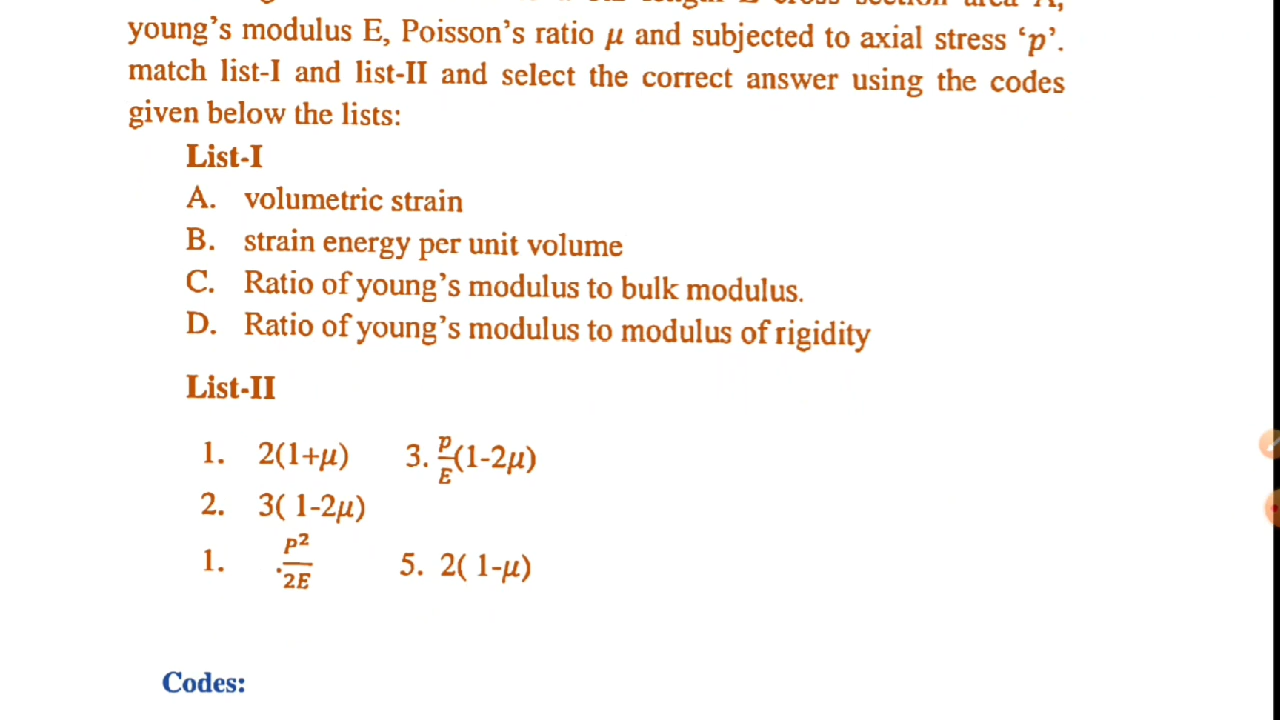 young's modulus E, Poisson's ratio μ and subjected to axial stress 'p'.
match list-I and list-II and select the correct answer using the codes
given below the lists:
List-I
A. volumetric strain
B. strain energy per unit volume
C. Ratio of young's modulus to bulk modulus.
D. Ratio of young's modulus to modulus of rigidity
List-II
1. 2(1+μ) 3. p/E(1-2μ)
2. 3( 1-2μ)
1. .P²/2E 5. 2( 1-μ)
Codes: